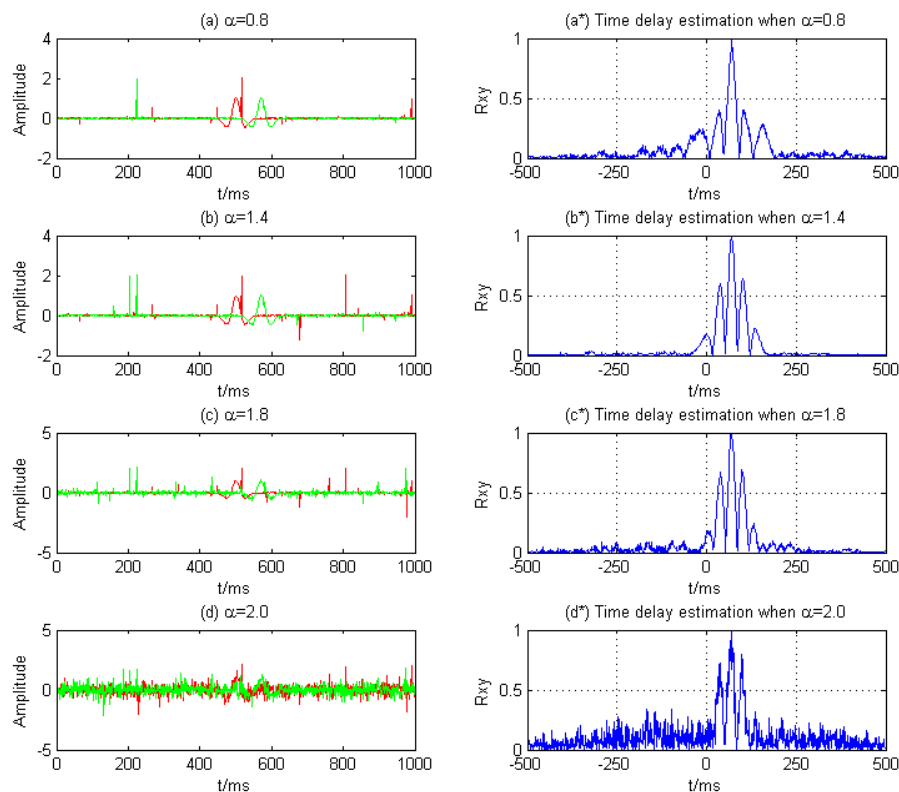 (a) α=0.8
4
2
0
-2
Amplitude
0 200 400 600 800 1000
t/ms
(a*) Time delay estimation when α=0.8
1
0.5
0
Rxy
-500 -250 0 250 500
t/ms
(b) α=1.4
4
2
0
-2
Amplitude
0 200 400 600 800 1000
t/ms
(b*) Time delay estimation when α=1.4
1
0.5
0
Rxy
-500 -250 0 250 500
t/ms
(c) α=1.8
5
0
-5
Amplitude
0 200 400 600 800 1000
t/ms
(c*) Time delay estimation when α=1.8
1
0.5
0
Rxy
-500 -250 0 250 500
t/ms
(d) α=2.0
5
0
-5
Amplitude
0 200 400 600 800 1000
t/ms
(d*) Time delay estimation when α=2.0
1
0.5
0
Rxy
-500 -250 0 250 500
t/ms